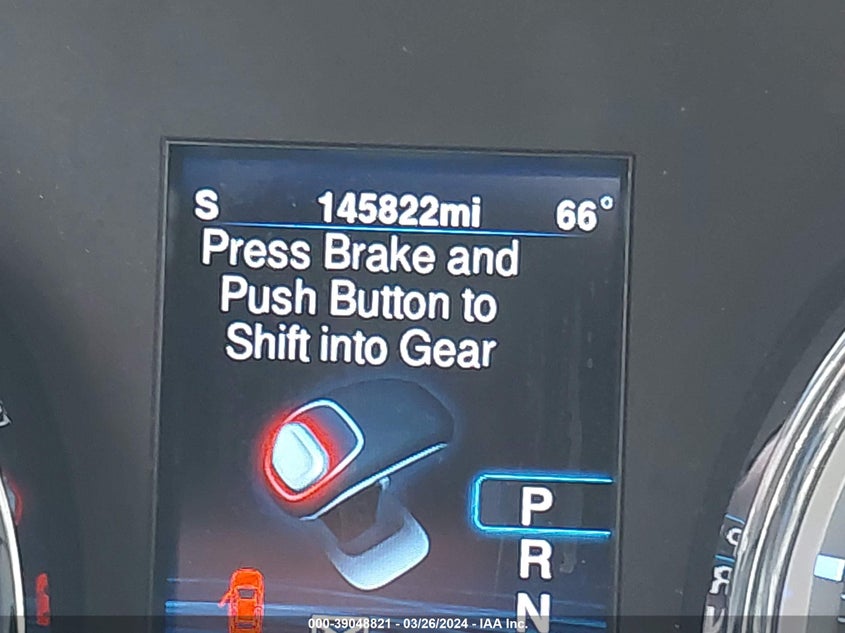 S 145822mi 66°
Press Brake and
Push Button to
Shift into Gear
P
R
N
000-39048821 - 03/26/2024 - IAA Inc.